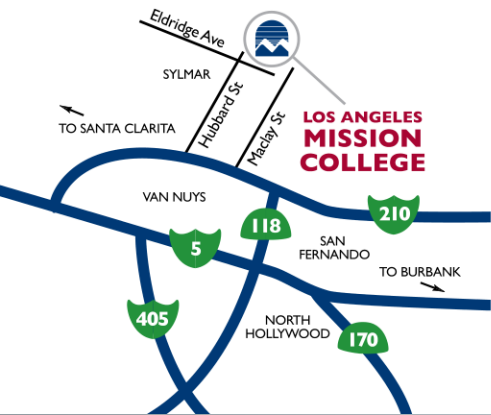 Eldridge Ave
SYLMAR
Hubbard St
Maclay St
TO SANTA CLARITA
LOS ANGELES
MISSION
COLLEGE
VAN NUYS
118
210
5
SAN
FERNANDO
TO BURBANK
405
NORTH
HOLLYWOOD
170